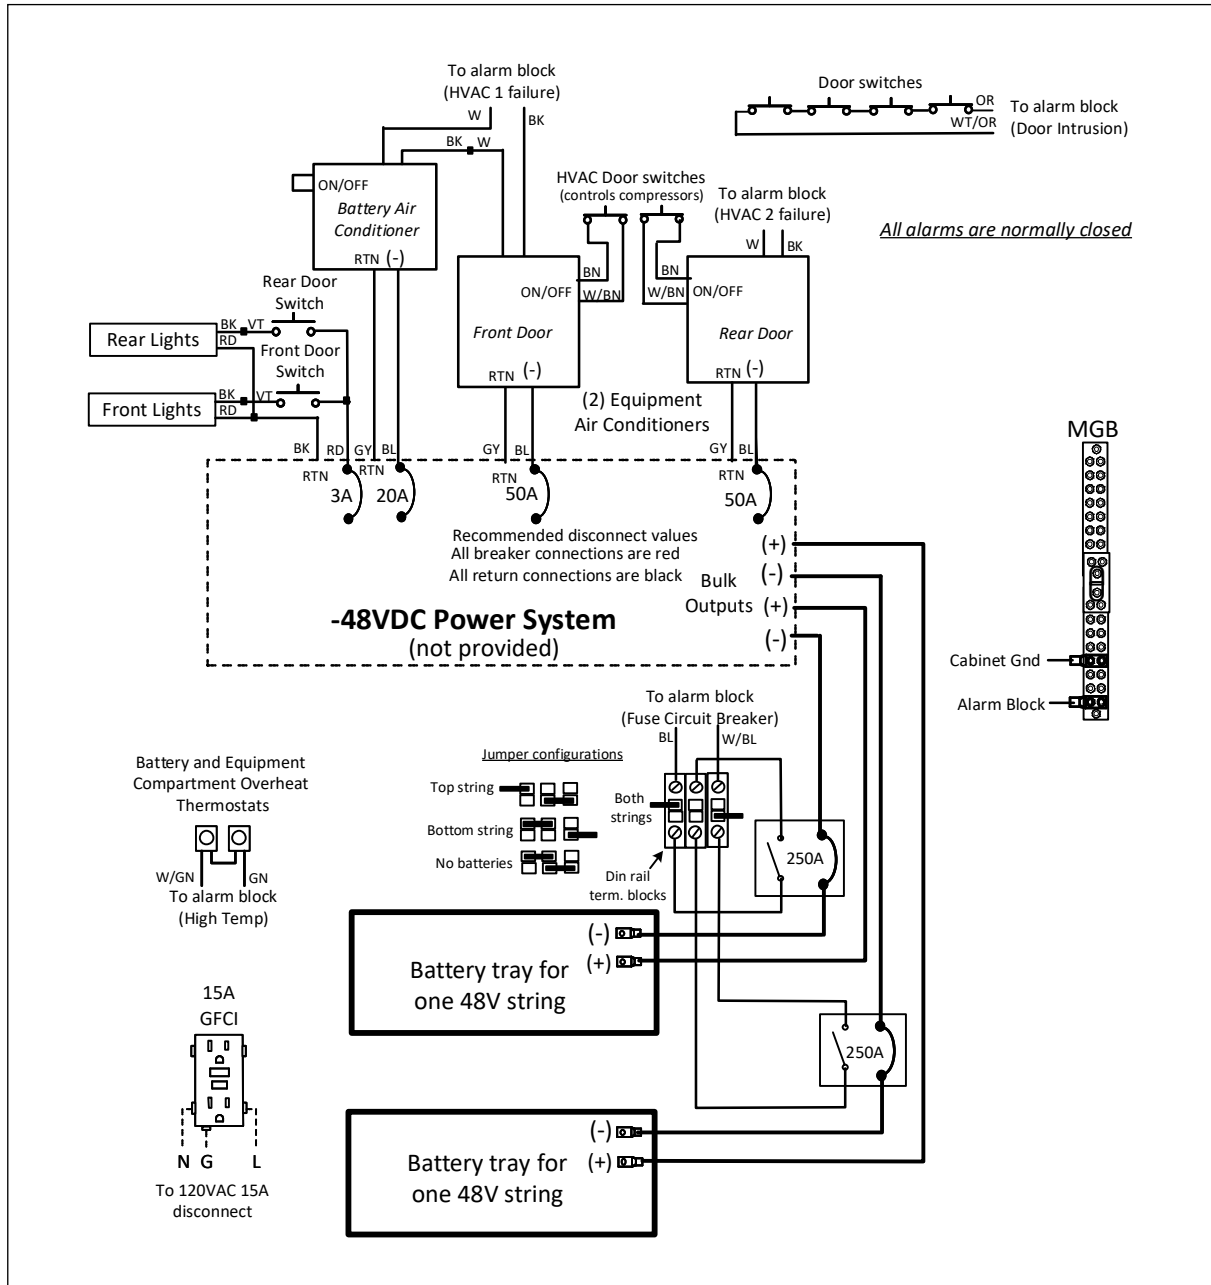 To alarm block
(HVAC 1 failure)
W
BK
BK
W
Door switches
OR
WT/OR
To alarm block
(Door Intrusion)
All alarms are normally closed
ON/OFF
Battery Air
Conditioner
RTN (-)
HVAC Door switches
(controls compressors)
To alarm block
(HVAC 2 failure)
W
BK
BN
W/BN
ON/OFF
Front Door
RTN (-)
BN
W/BN
ON/OFF
Rear Door
RTN (-)
(2) Equipment
Air Conditioners
Rear Door
Switch
Rear Lights
BK
VT
RD
Front Door
Switch
Front Lights
BK
VT
RD
BK
RD
GY
BL
GY
BL
GY
BL
RTN
RTN
RTN
RTN
3A
20A
50A
50A
Recommended disconnect values
All breaker connections are red
All return connections are black
-48VDC Power System
(not provided)
Bulk
Outputs
(+)
(-)
(+)
(-)
MGB
Cabinet Gnd
Alarm Block
To alarm block
(Fuse Circuit Breaker)
BL
W/BL
Jumper configurations
Top string
Bottom string
No batteries
Both
strings
Din rail
term. blocks
250A
Battery and Equipment
Compartment Overheat
Thermostats
W/GN
GN
To alarm block
(High Temp)
(-)
(+)
Battery tray for
one 48V string
250A
15A
GFCI
N G L
To 120VAC 15A
disconnect
(-)
(+)
Battery tray for
one 48V string